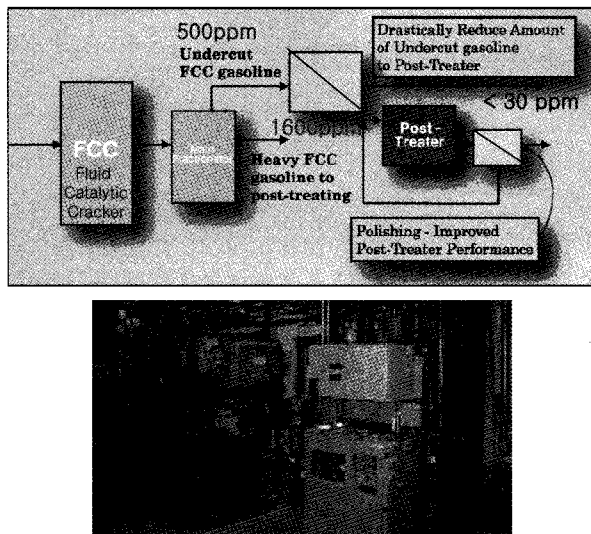 500ppm
Undercut
FCC gasoline
Drastically Reduce Amount
of Undercut gasoline
to Post-Treater
< 30 ppm
1600ppm
Post -
Treater
FCC
Fluid
Catalytic
Cracker
Heavy FCC
gasoline to
post-treating
Polishing - Improved
Post-Treater Performance